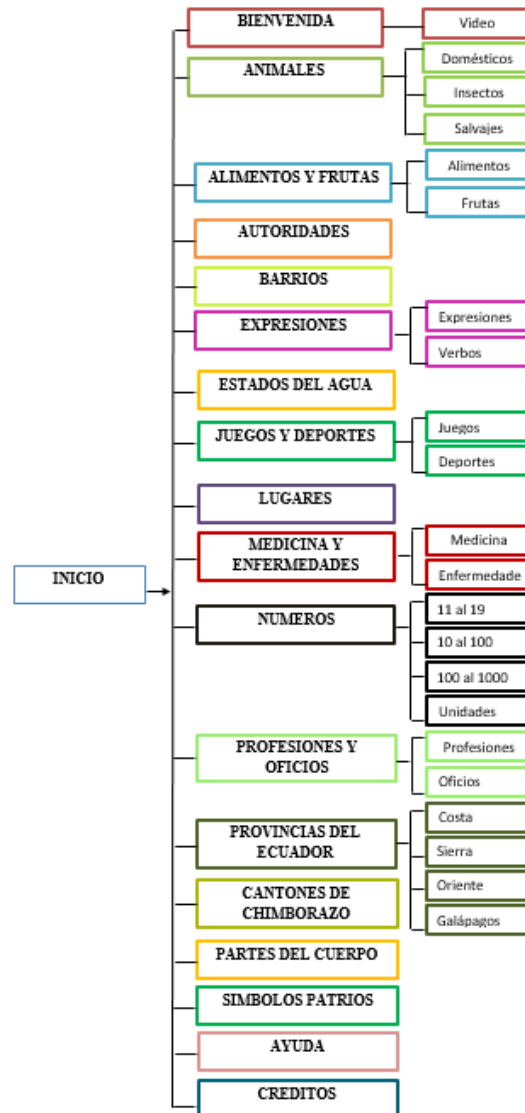 BIENVENIDA
Video
ANIMALES
Domésticos
Insectos
Salvajes
ALIMENTOS Y FRUTAS
Alimentos
Frutas
AUTORIDADES
BARRIOS
EXPRESIONES
Expresiones
Verbos
ESTADOS DEL AGUA
JUEGOS Y DEPORTES
Juegos
Deportes
LUGARES
MEDICINA Y
ENFERMEDADES
Medicina
Enfermedade
INICIO
NUMEROS
11 al 19
10 al 100
100 al 1000
Unidades
PROFESIONES Y
OFICIOS
Profesiones
Oficios
PROVINCIAS DEL
ECUADOR
Costa
Sierra
Oriente
Galápagos
CANTONES DE
CHIMBORAZO
PARTES DEL CUERPO
SIMBOLOS PATRIOS
AYUDA
CREDITOS